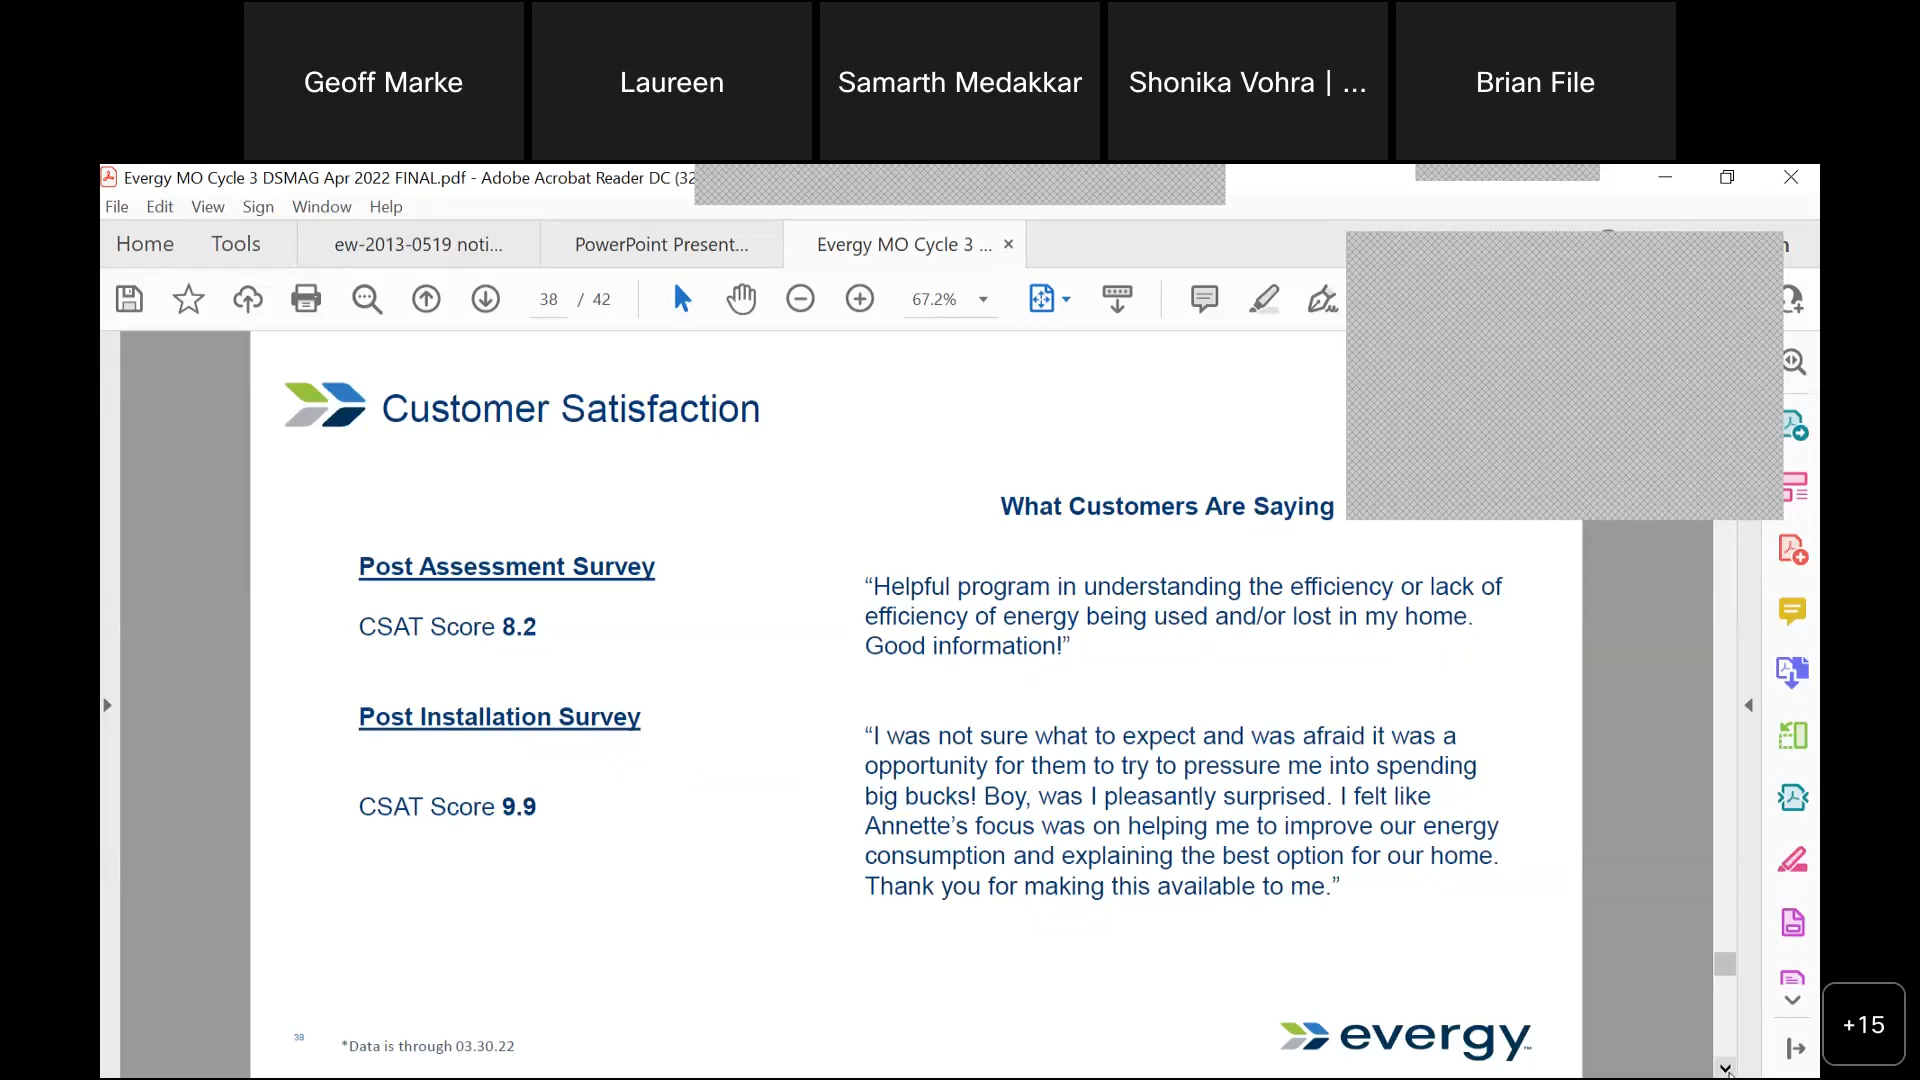 Geoff Marke
Laureen
Samarth Medakkar
Shonika Vohra | ...
Brian File
Evergy MO Cycle 3 DSMAG Apr 2022 FINAL.pdf - Adobe Acrobat Reader DC (32
File Edit View Sign Window Help
Home Tools ew-2013-0519 noti... PowerPoint Present... Evergy MO Cycle 3 ... ×
38 / 42 67.2%
Customer Satisfaction
What Customers Are Saying
Post Assessment Survey
CSAT Score 8.2
Post Installation Survey
CSAT Score 9.9
“Helpful program in understanding the efficiency or lack of
efficiency of energy being used and/or lost in my home.
Good information!”
“I was not sure what to expect and was afraid it was a
opportunity for them to try to pressure me into spending
big bucks! Boy, was I pleasantly surprised. I felt like
Annette’s focus was on helping me to improve our energy
consumption and explaining the best option for our home.
Thank you for making this available to me.”
38
*Data is through 03.30.22
evergy
+15